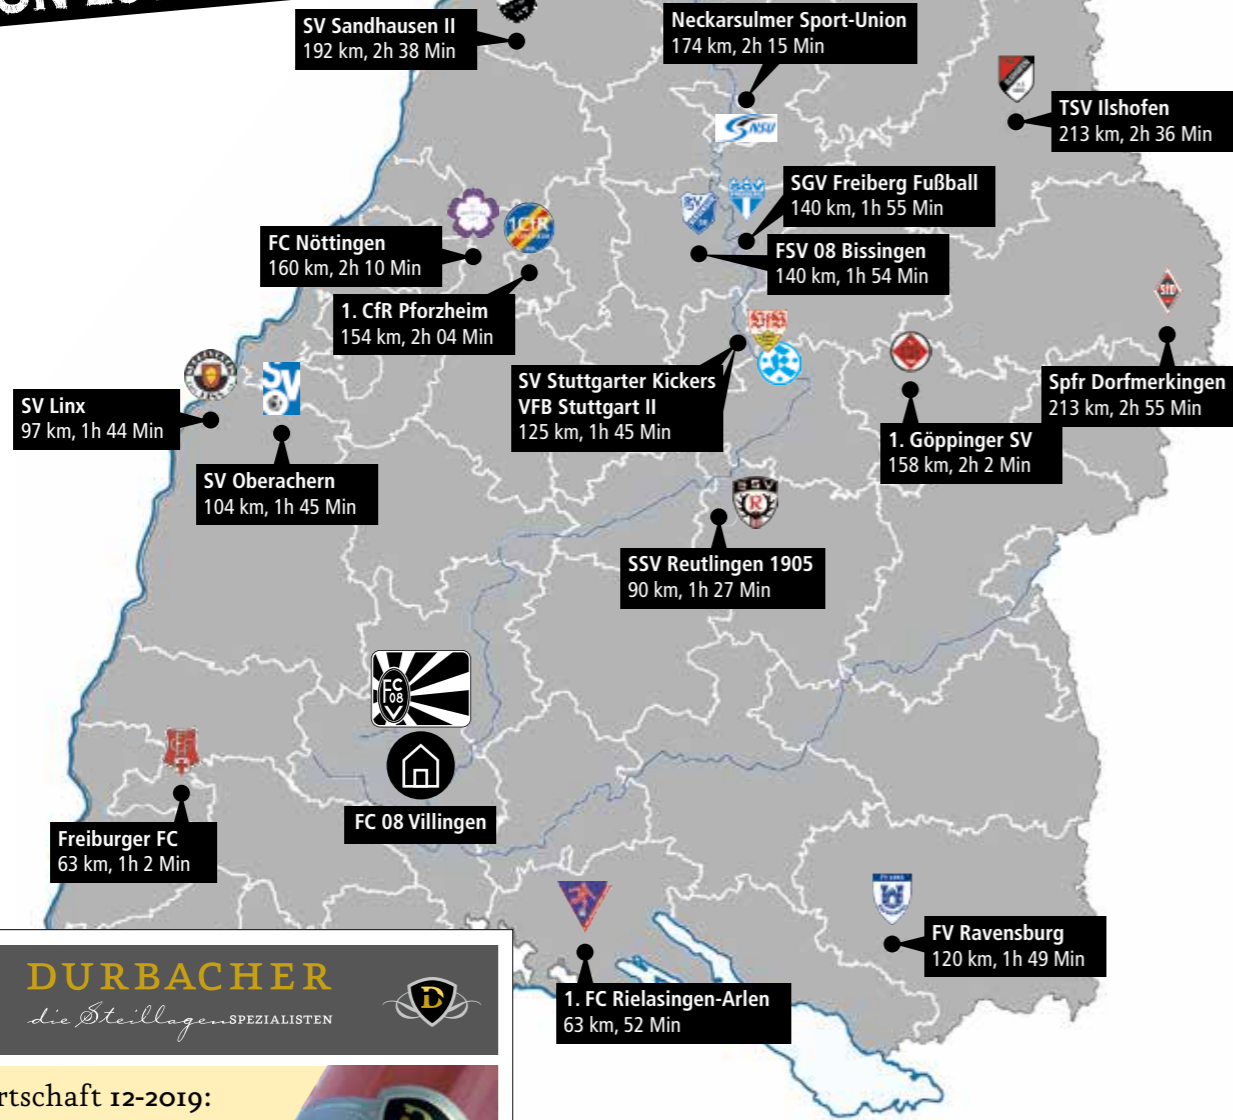 SV Sandhausen II
192 km, 2h 38 Min
Neckarsulmer Sport-Union
174 km, 2h 15 Min
TSV Ilshofen
213 km, 2h 36 Min
NSU
SGV Freiberg Fußball
140 km, 1h 55 Min
FSV 08 Bissingen
140 km, 1h 54 Min
FC Nöttingen
160 km, 2h 10 Min
1. CfR Pforzheim
154 km, 2h 04 Min
SV Stuttgarter Kickers
VFB Stuttgart II
125 km, 1h 45 Min
Spfr Dorfmerkingen
213 km, 2h 55 Min
1. Göppinger SV
158 km, 2h 2 Min
SV Linx
97 km, 1h 44 Min
SV
SV Oberachern
104 km, 1h 45 Min
SSV
R
SSV Reutlingen 1905
90 km, 1h 27 Min
FC
08
V
FC 08 Villingen
Freiburger FC
63 km, 1h 2 Min
FV Ravensburg
120 km, 1h 49 Min
1. FC Rielasingen-Arlen
63 km, 52 Min
DURBACHER
die Steillagen SPEZIALISTEN
D
rtschaft 12-2019: